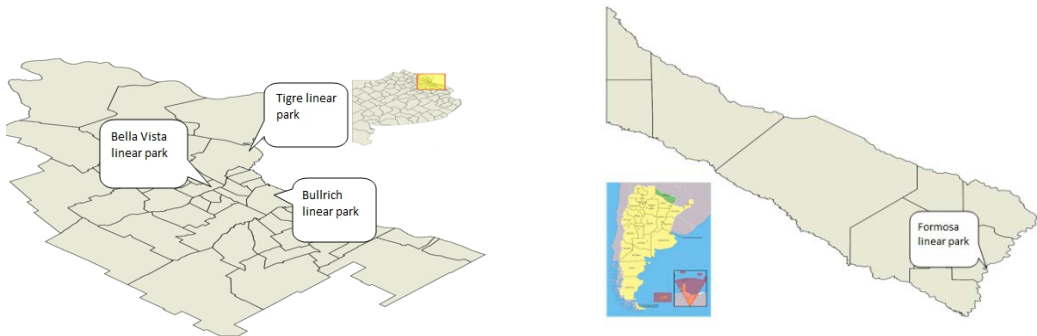 Tigre linear
park
Bella Vista
linear park
Bullrich
linear park
Formosa
linear park